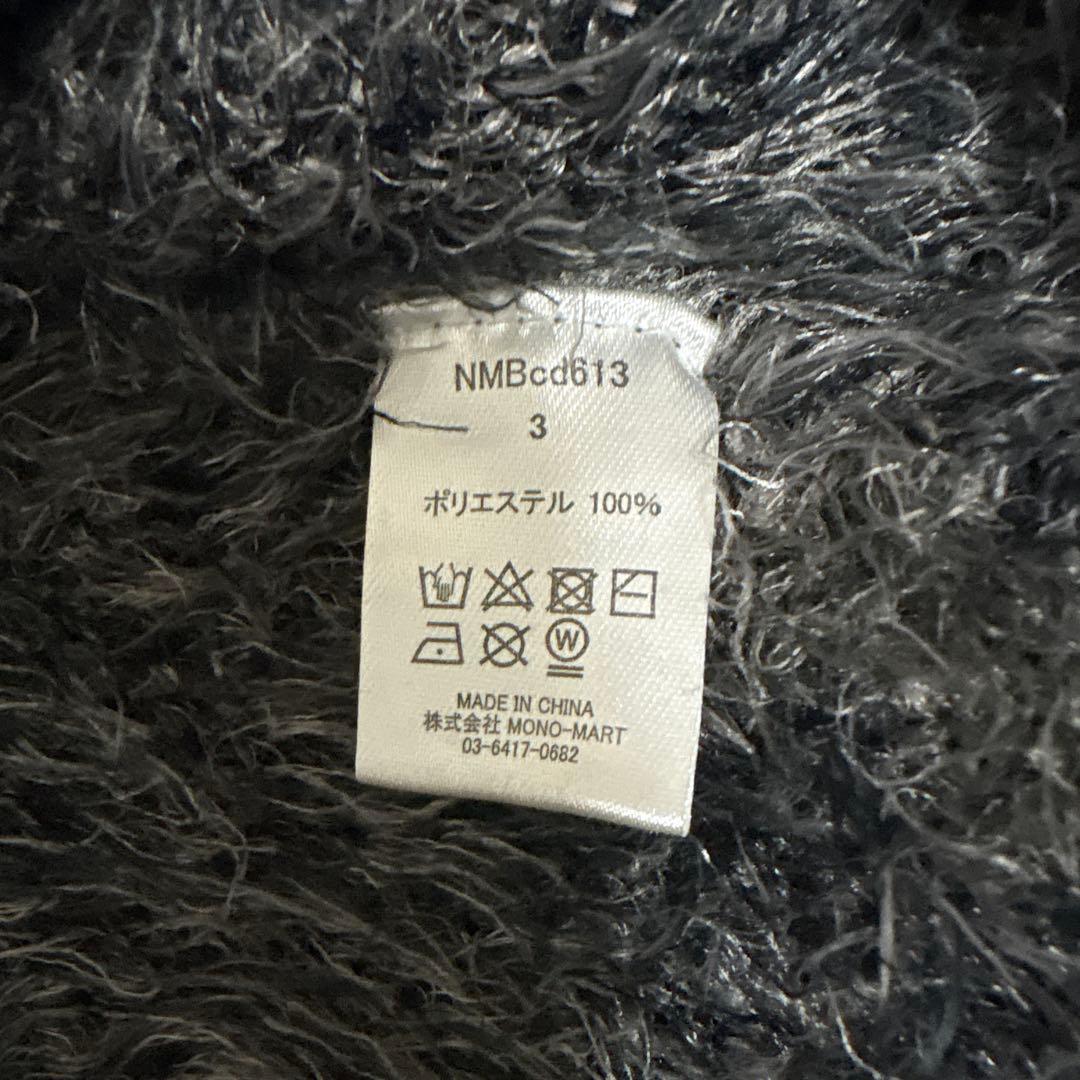 NMBcd613
3
ポリエステル 100%
W
MADE IN CHINA
株式会社 MONO-MART
03-6417-0682